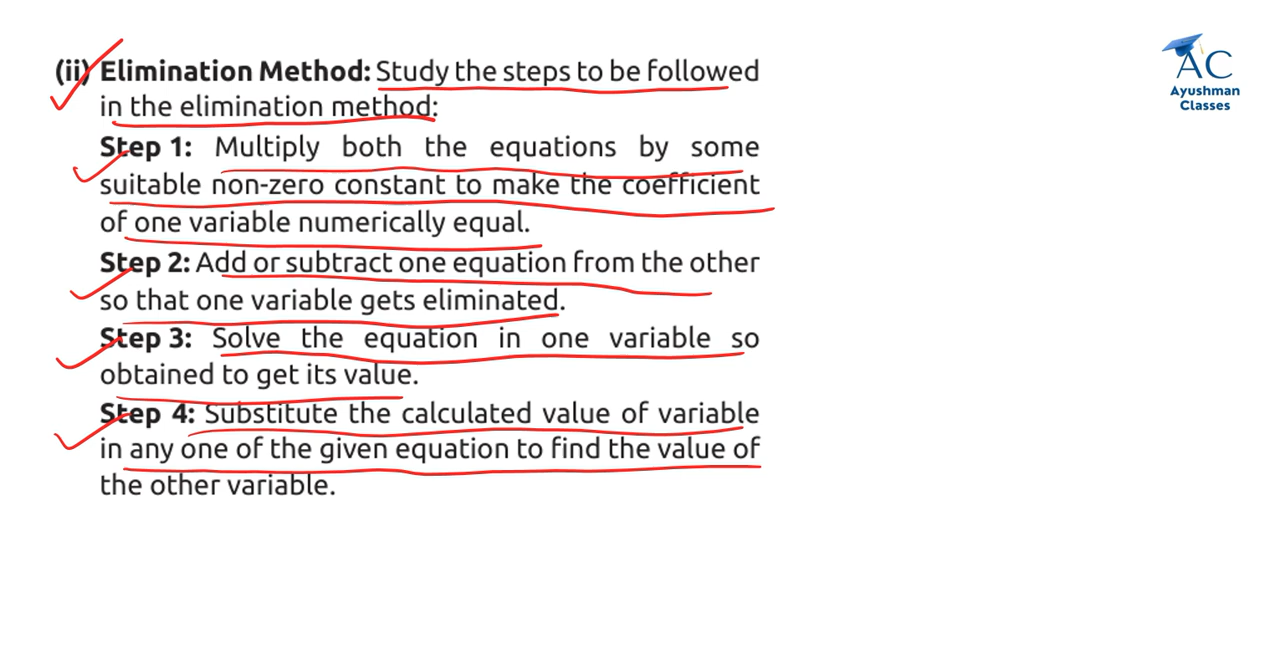 (ii) Elimination Method: Study the steps to be followed
in the elimination method:
Step 1: Multiply both the equations by some
suitable non-zero constant to make the coefficient
of one variable numerically equal.
Step 2: Add or subtract one equation from the other
so that one variable gets eliminated.
Step 3: Solve the equation in one variable so
obtained to get its value.
Step 4: Substitute the calculated value of variable
in any one of the given equation to find the value of
the other variable.
AC
Ayushman
Classes